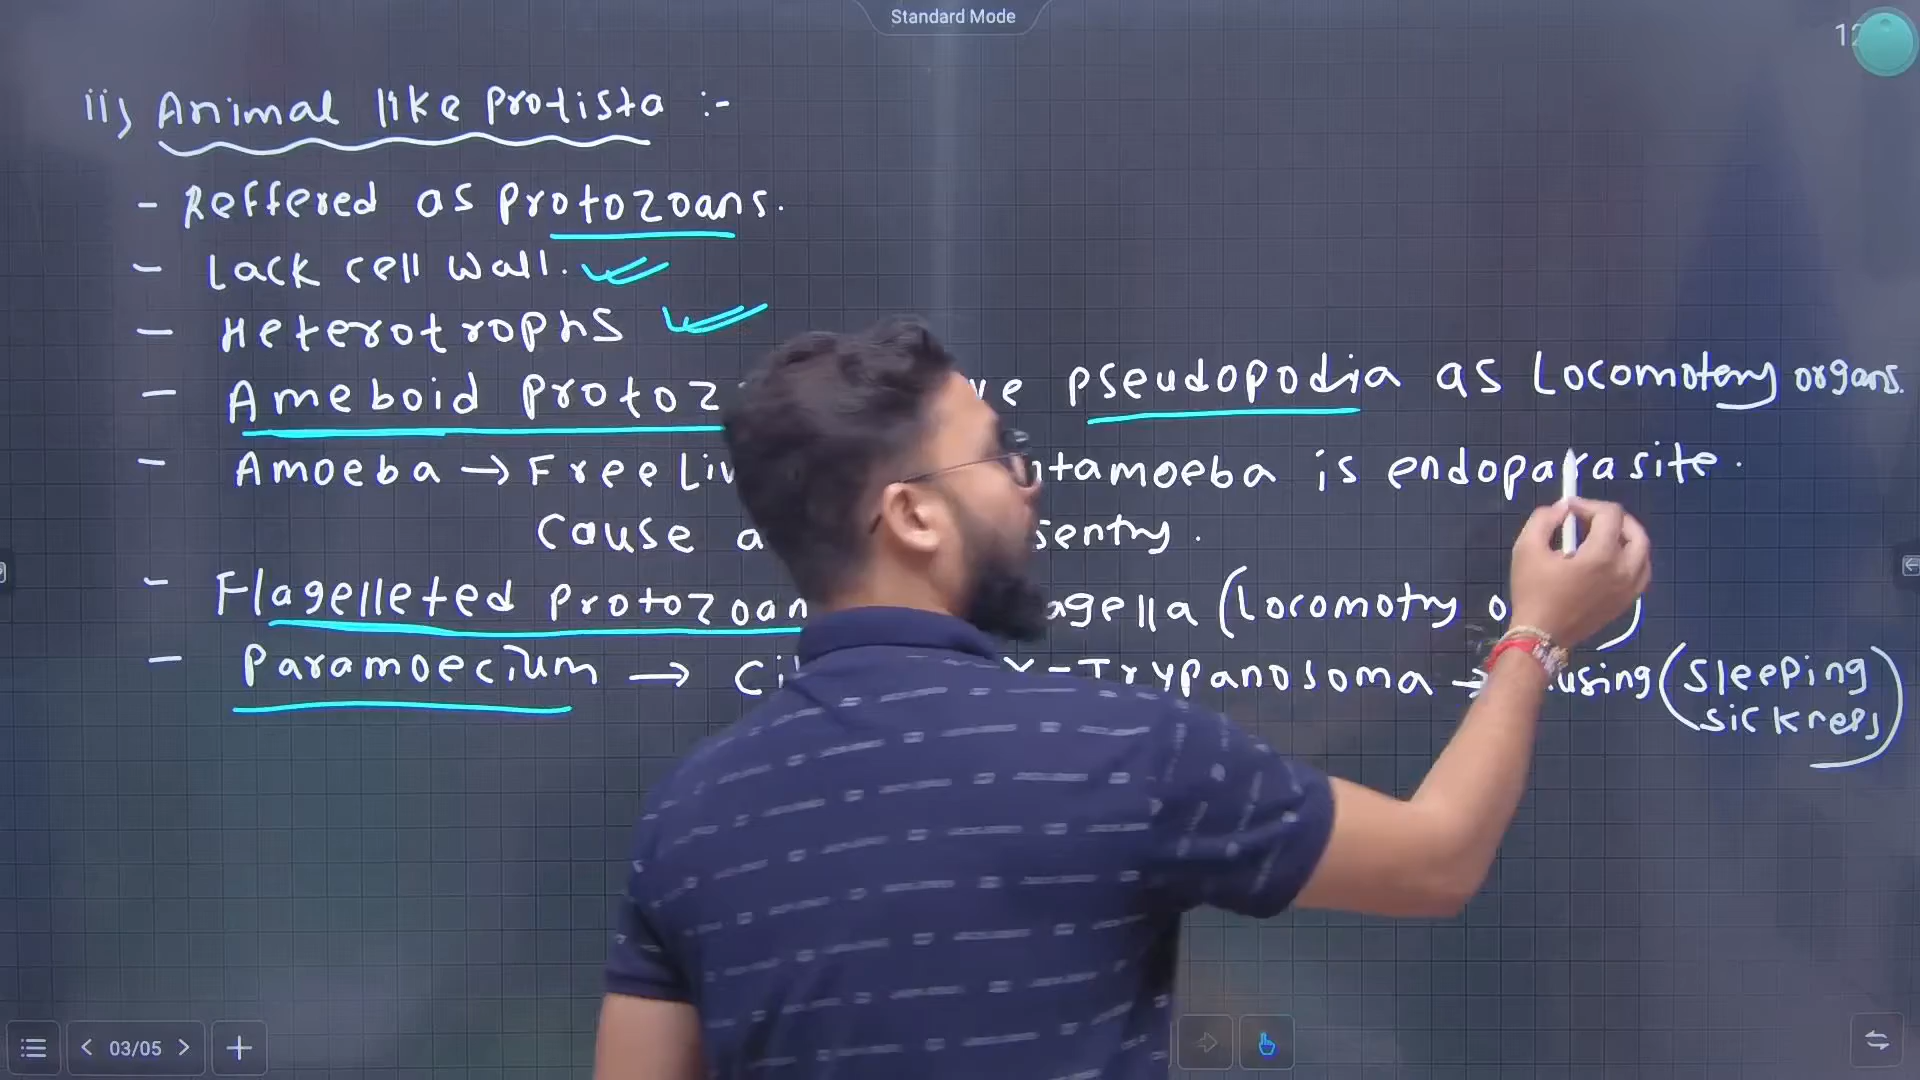 Standard Mode
ii) Animal like Protista :-
- Reffered as Protozoans.
- Lack cell wall.
- Heterotrophs
- Ameboid Protoz ve pseudopodia as Locomotery organs.
- Amoeba → Free Liv ntamoeba is endoparasite.
Cause a sentry.
- Flagelleted Protozoan agella (Locomotry o )
- Paramoecium → Ci x-Trypanosoma → using (Sleeping
sickness)
03/05